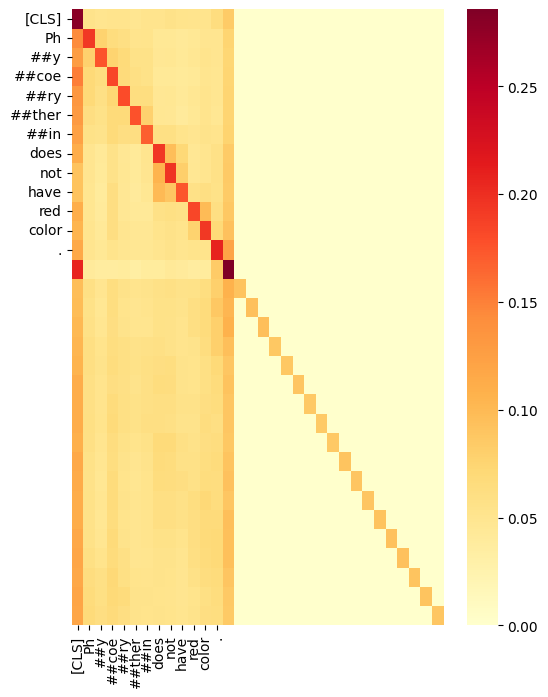 [CLS]
Ph
##y
##coe
##ry
##ther
##in
does
not
have
red
color
.
0.25
0.20
0.15
0.10
0.05
0.00
[CLS]
Ph
##y
##coe
##ry
##ther
##in
does
not
have
red
color
.